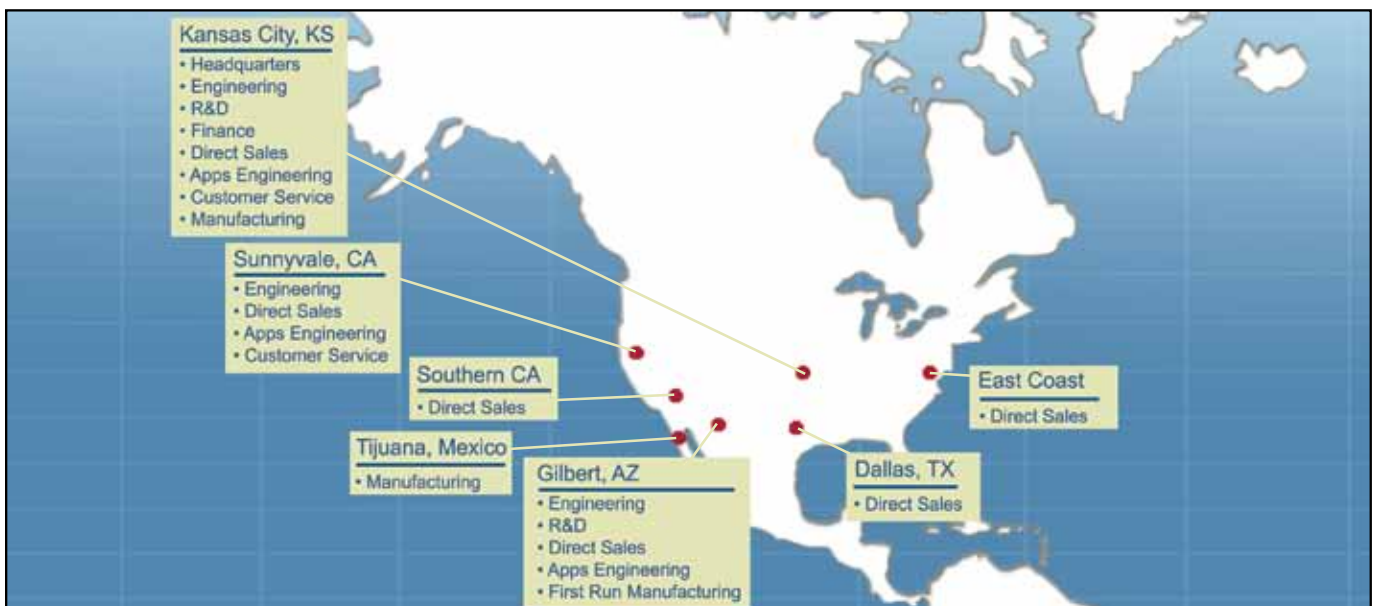 Kansas City, KS
• Headquarters
• Engineering
• R&D
• Finance
• Direct Sales
• Apps Engineering
• Customer Service
• Manufacturing
Sunnyvale, CA
• Engineering
• Direct Sales
• Apps Engineering
• Customer Service
Southern CA
• Direct Sales
Tijuana, Mexico
• Manufacturing
Gilbert, AZ
• Engineering
• R&D
• Direct Sales
• Apps Engineering
• First Run Manufacturing
Dallas, TX
• Direct Sales
East Coast
• Direct Sales